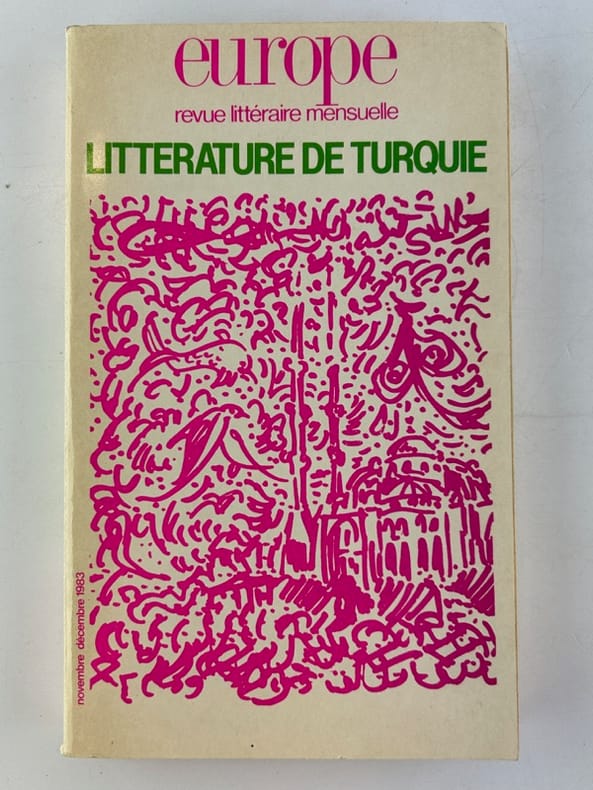 europe
revue littéraire mensuelle
LITTERATURE DE TURQUIE
novembre décembre 1983